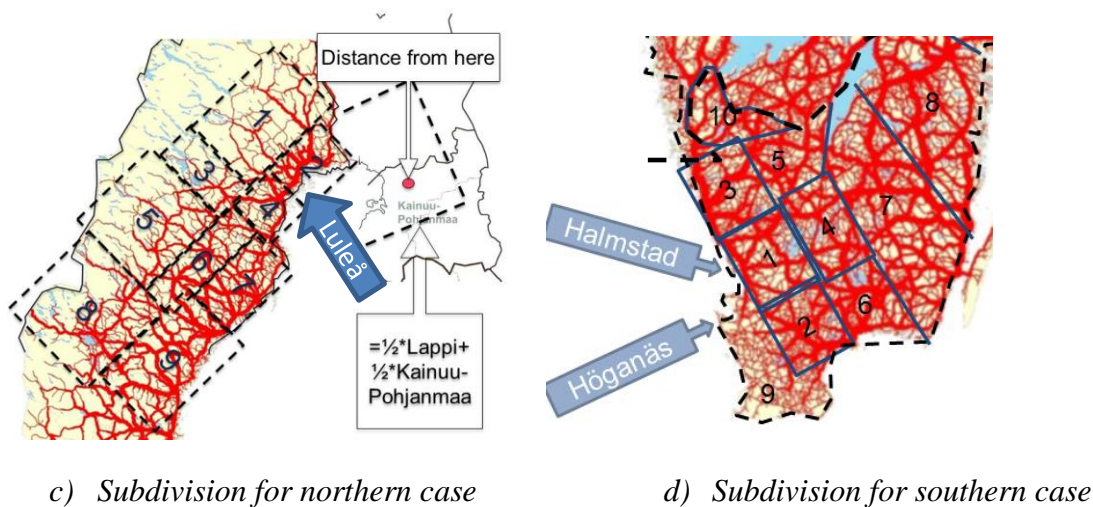 Distance from here
1
2
3
4
5
6
7
8
9
Kainuu-
Pohjanmaa
Luleå
=½*Lappi+
½*Kainuu-
Pohjanmaa
c) Subdivision for northern case
10
8
5
3
7
4
1
6
2
9
Halmstad
Höganäs
d) Subdivision for southern case